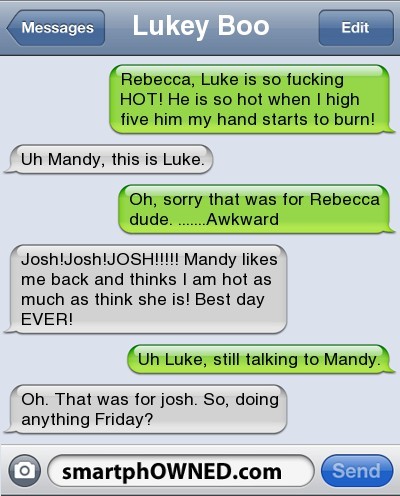 Messages
Lukey Boo
Edit
Rebecca, Luke is so fucking
HOT! He is so hot when I high
five him my hand starts to burn!
Uh Mandy, this is Luke.
Oh, sorry that was for Rebecca
dude. .......Awkward
Josh!Josh!JOSH!!!!! Mandy likes
me back and thinks I am hot as
much as think she is! Best day
EVER!
Uh Luke, still talking to Mandy.
Oh. That was for josh. So, doing
anything Friday?
smartphOWNED.com
Send